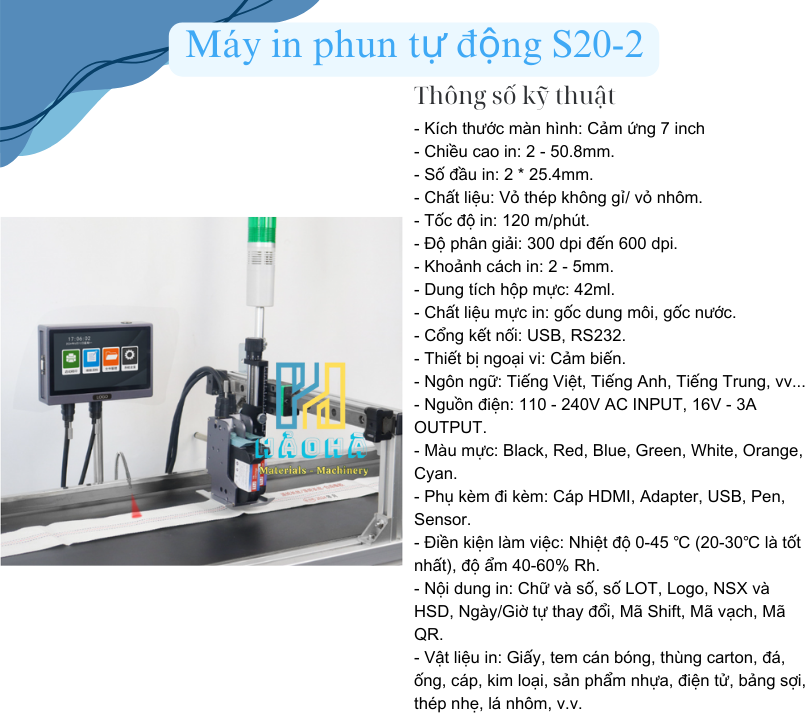 Máy in phun tự động S20-2
Thông số kỹ thuật
- Kích thước màn hình: Cảm ứng 7 inch
- Chiều cao in: 2 - 50.8mm.
- Số đầu in: 2 * 25.4mm.
- Chất liệu: Vỏ thép không gỉ/ vỏ nhôm.
- Tốc độ in: 120 m/phút.
- Độ phân giải: 300 dpi đến 600 dpi.
- Khoảnh cách in: 2 - 5mm.
- Dung tích hộp mực: 42ml.
- Chất liệu mực in: gốc dung môi, gốc nước.
- Cổng kết nối: USB, RS232.
- Thiết bị ngoại vi: Cảm biến.
- Ngôn ngữ: Tiếng Việt, Tiếng Anh, Tiếng Trung, vv...
- Nguồn điện: 110 - 240V AC INPUT, 16V - 3A
OUTPUT.
- Màu mực: Black, Red, Blue, Green, White, Orange,
Cyan.
- Phụ kèm đi kèm: Cáp HDMI, Adapter, USB, Pen,
Sensor.
- Điền kiện làm việc: Nhiệt độ 0-45 ℃ (20-30℃ là tốt
nhất), độ ẩm 40-60% Rh.
- Nội dung in: Chữ và số, số LOT, Logo, NSX và
HSD, Ngày/Giờ tự thay đổi, Mã Shift, Mã vạch, Mã
QR.
- Vật liệu in: Giấy, tem cán bóng, thùng carton, đá,
ống, cáp, kim loại, sản phẩm nhựa, điện tử, bảng sợi,
thép nhẹ, lá nhôm, v.v.
17:06:32
HÀOHÀ
Materials - Machinery